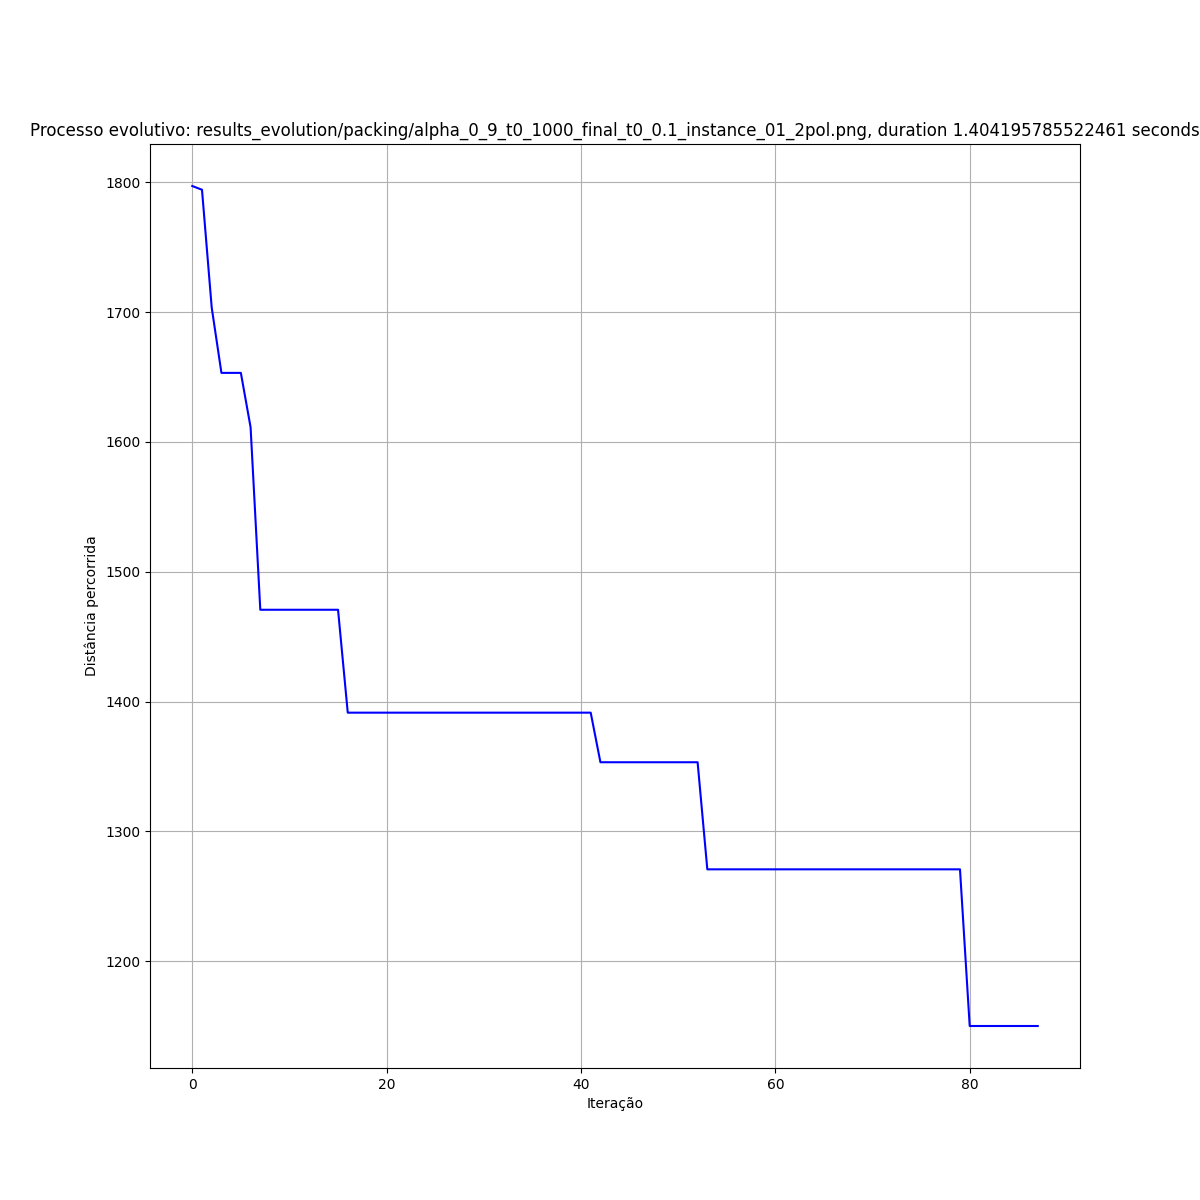 Processo evolutivo: results_evolution/packing/alpha_0_9_t0_1000_final_t0_0.1_instance_01_2pol.png, duration 1.404195785522461 seconds
1800
1700
1600
1500
1400
1300
1200
Distância percorrida
0 20 40 60 80
Iteração